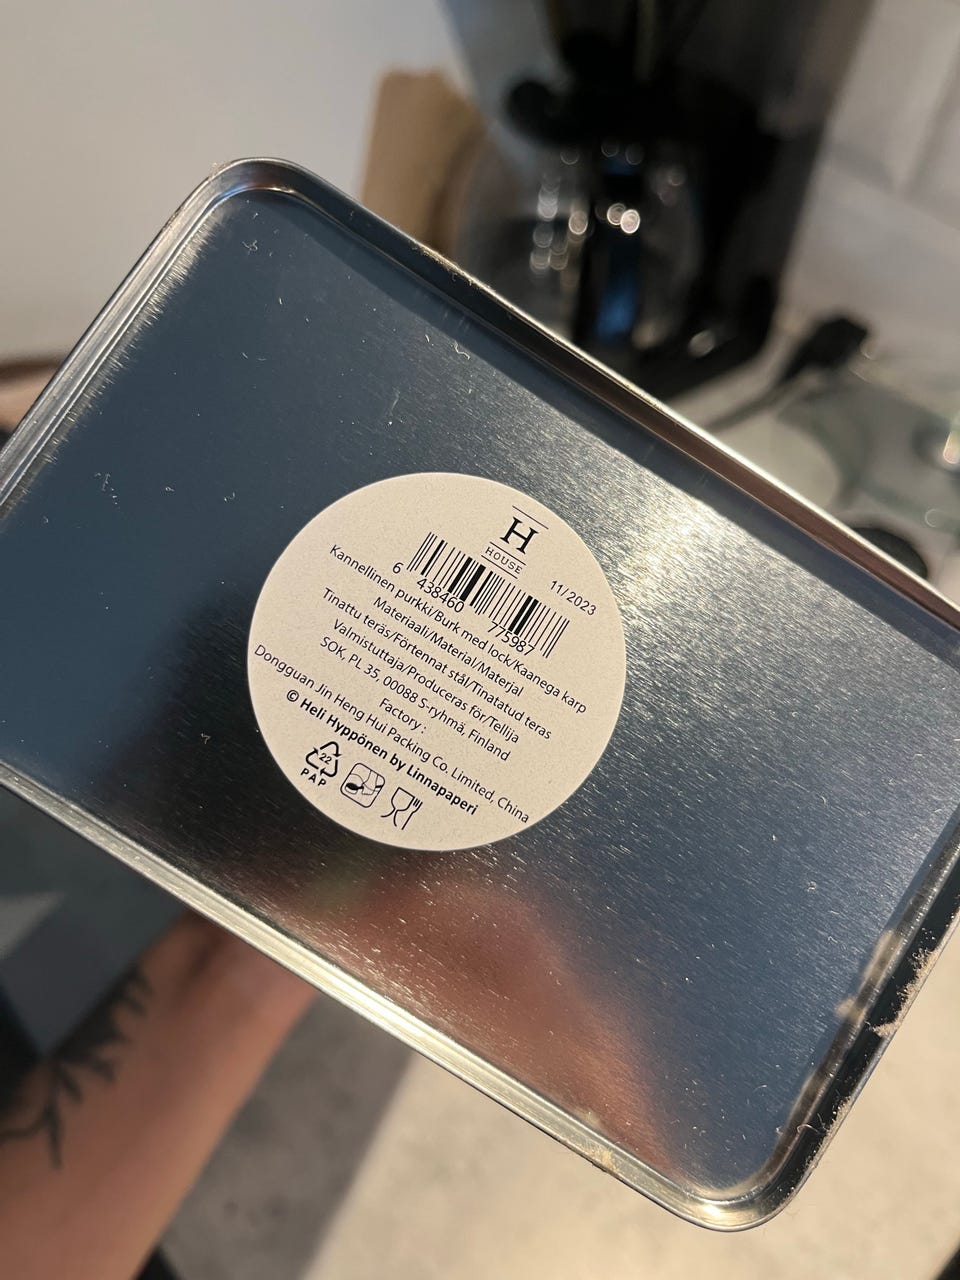 H
HOUSE
11/2023
6 438460 775987
Kannellinen purkki/Burk med lock/Kaanega karp
Materiaali/Material/Materjal
Tinattu teräs/Förtennat stål/Tinatatud teras
Valmistuttaja/Produceras för/Tellija
SOK, PL 35, 00088 S-ryhmä, Finland
Factory :
Dongguan Jin Heng Hui Packing Co. Limited, China
© Heli Hyppönen by Linnapaperi
22
PAP